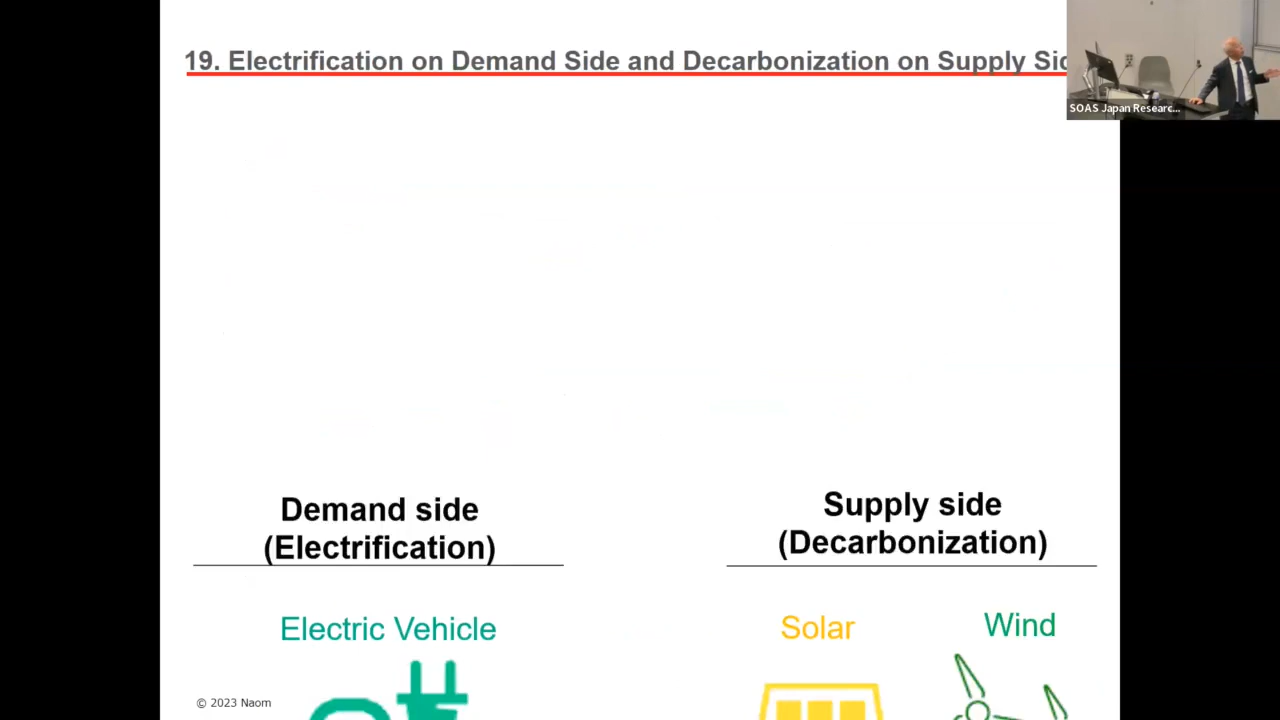 19. Electrification on Demand Side and Decarbonization on Supply
SOAS Japan Researc...
Demand side
(Electrification)
Supply side
(Decarbonization)
Electric Vehicle
Solar
Wind
© 2023 Naom